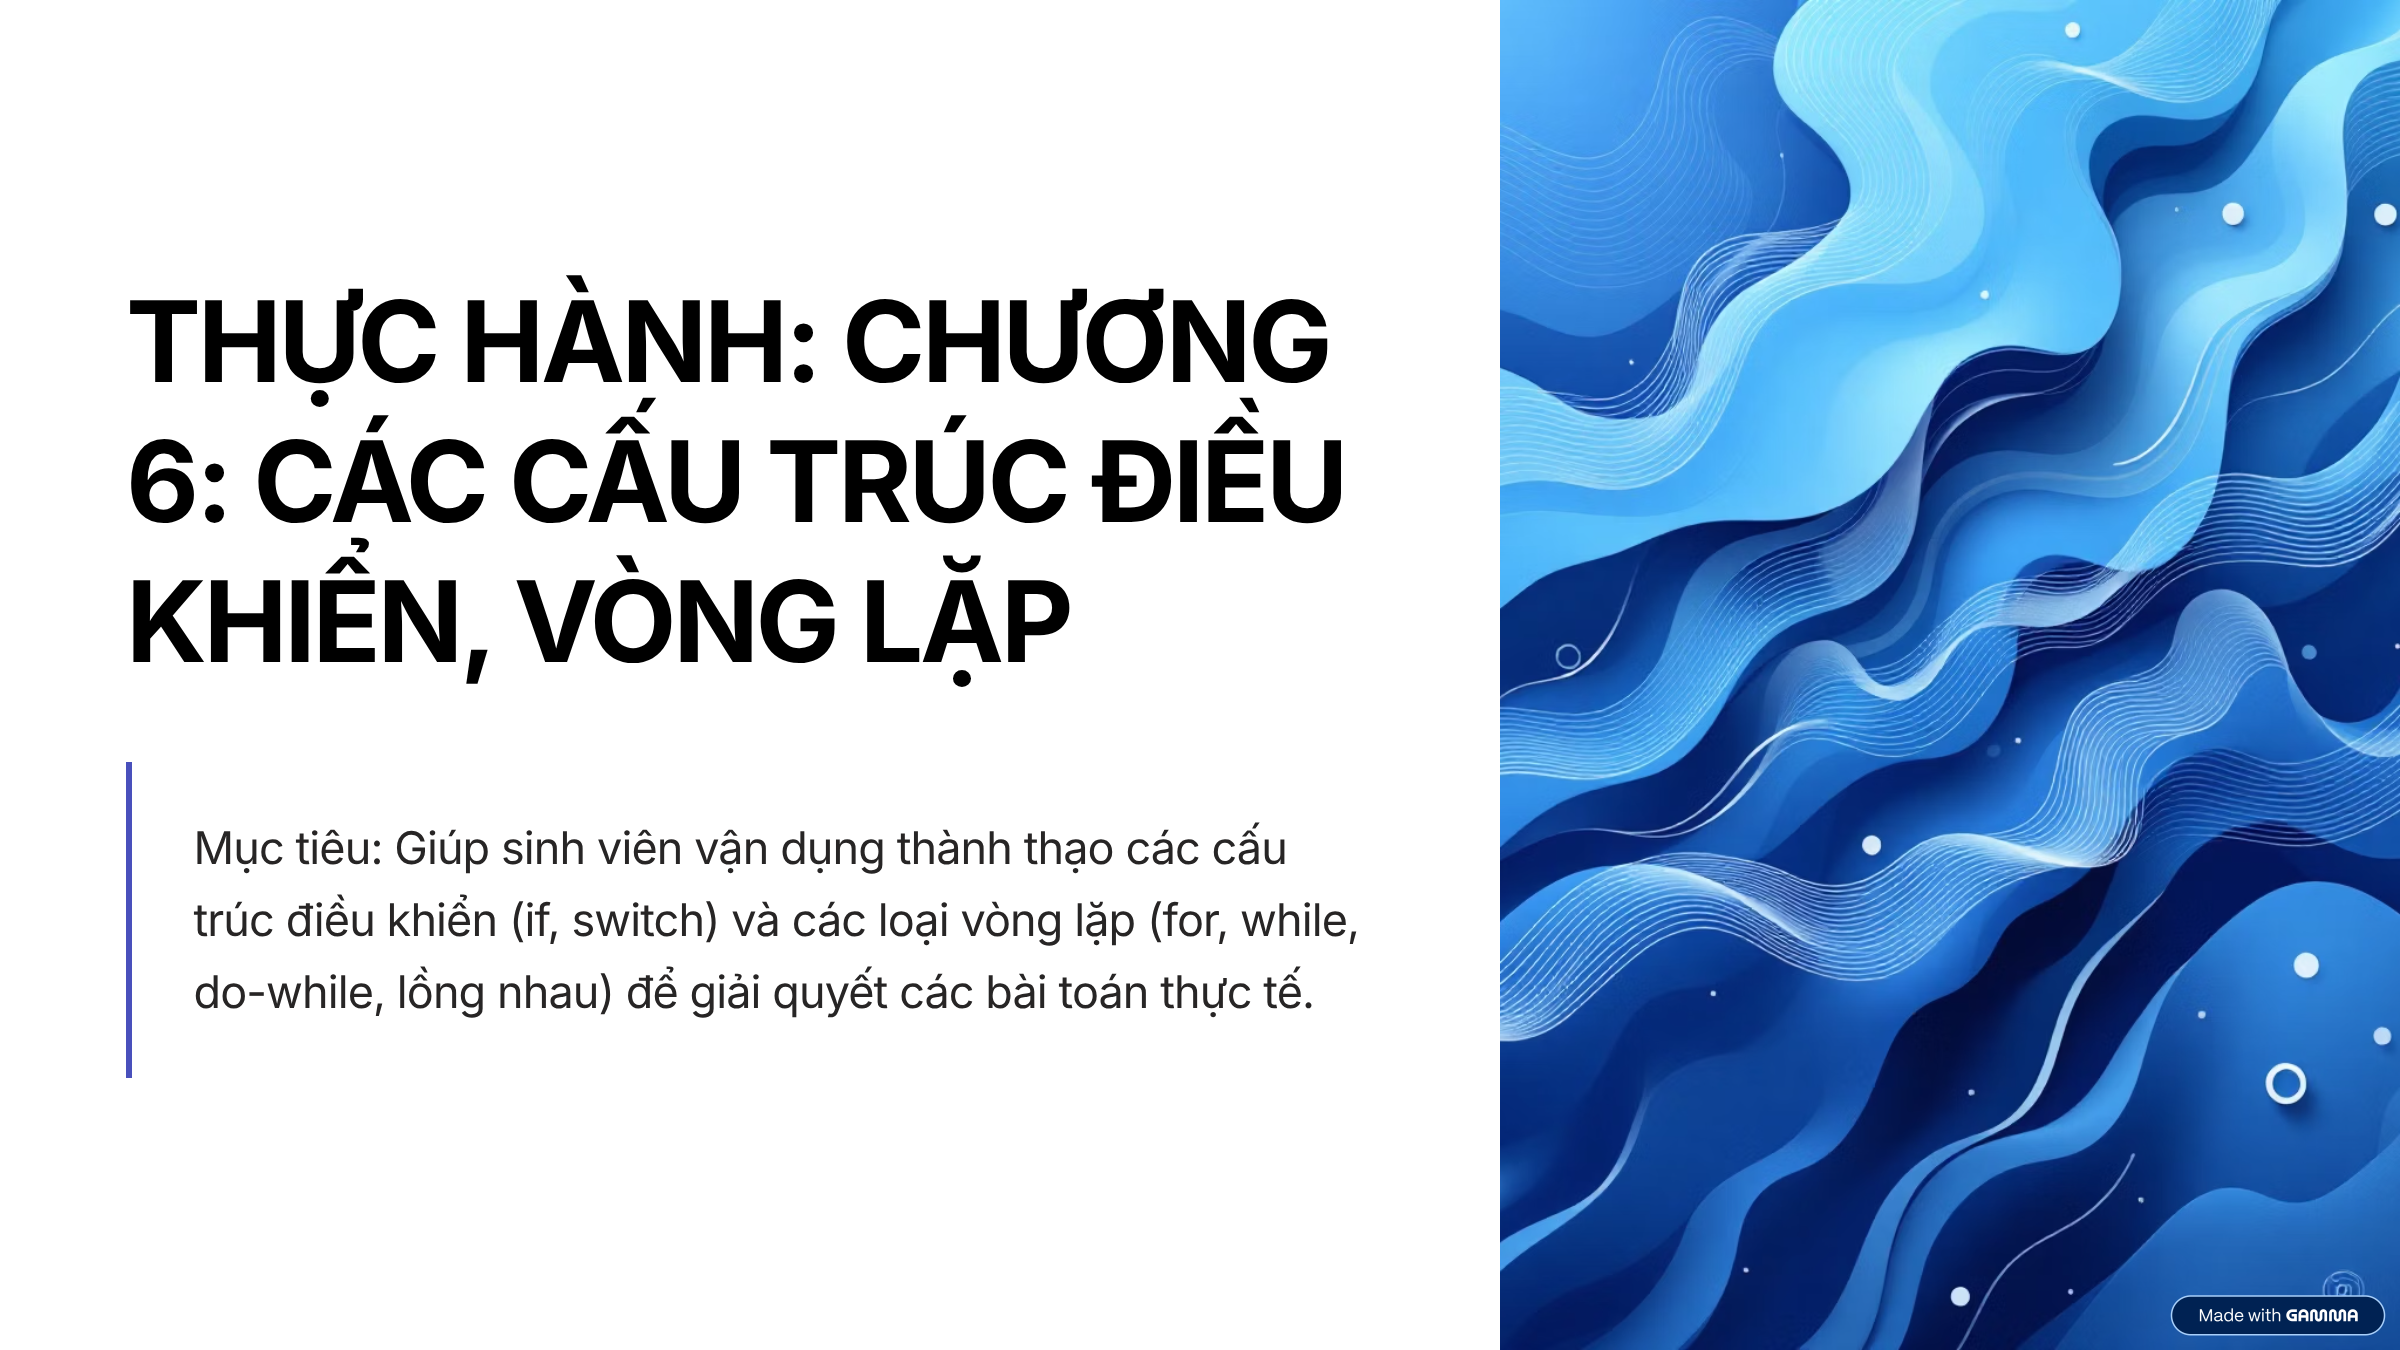 THỰC HÀNH: CHƯƠNG
6: CÁC CẤU TRÚC ĐIỀU
KHIỂN, VÒNG LẶP
Mục tiêu: Giúp sinh viên vận dụng thành thạo các cấu
trúc điều khiển (if, switch) và các loại vòng lặp (for, while,
do-while, lồng nhau) để giải quyết các bài toán thực tế.
Made with GAMMA